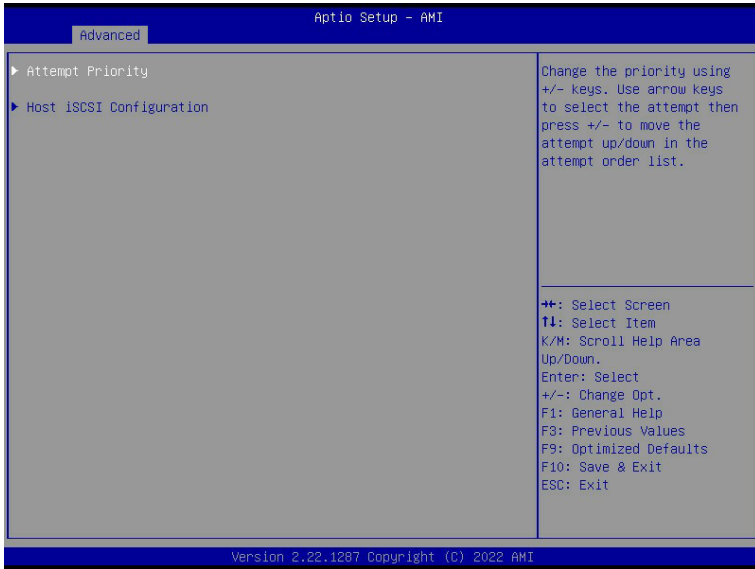 Aptio Setup – AMI
Advanced
▶ Attempt Priority
▶ Host iSCSI Configuration
Change the priority using
+/- keys. Use arrow keys
to select the attempt then
press +/- to move the
attempt up/down in the
attempt order list.
→←: Select Screen
↑↓: Select Item
K/M: Scroll Help Area
Up/Down.
Enter: Select
+/-: Change Opt.
F1: General Help
F3: Previous Values
F9: Optimized Defaults
F10: Save & Exit
ESC: Exit
Version 2.22.1287 Copyright (C) 2022 AMI